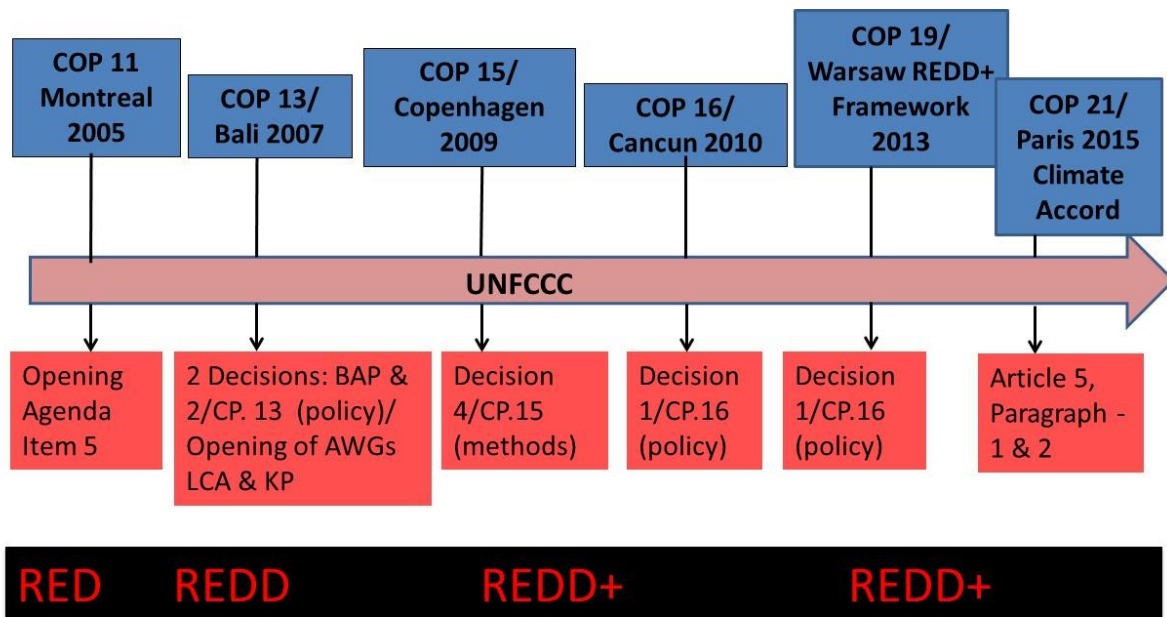 COP 11
Montreal
2005
COP 13/
Bali 2007
COP 15/
Copenhagen
2009
COP 16/
Cancun 2010
COP 19/
Warsaw REDD+
Framework
2013
COP 21/
Paris 2015
Climate
Accord
UNFCCC
Opening
Agenda
Item 5
2 Decisions: BAP &
2/CP. 13 (policy)/
Opening of AWGs
LCA & KP
Decision
4/CP.15
(methods)
Decision
1/CP.16
(policy)
Decision
1/CP.16
(policy)
Article 5,
Paragraph -
1 & 2
RED REDD REDD+ REDD+